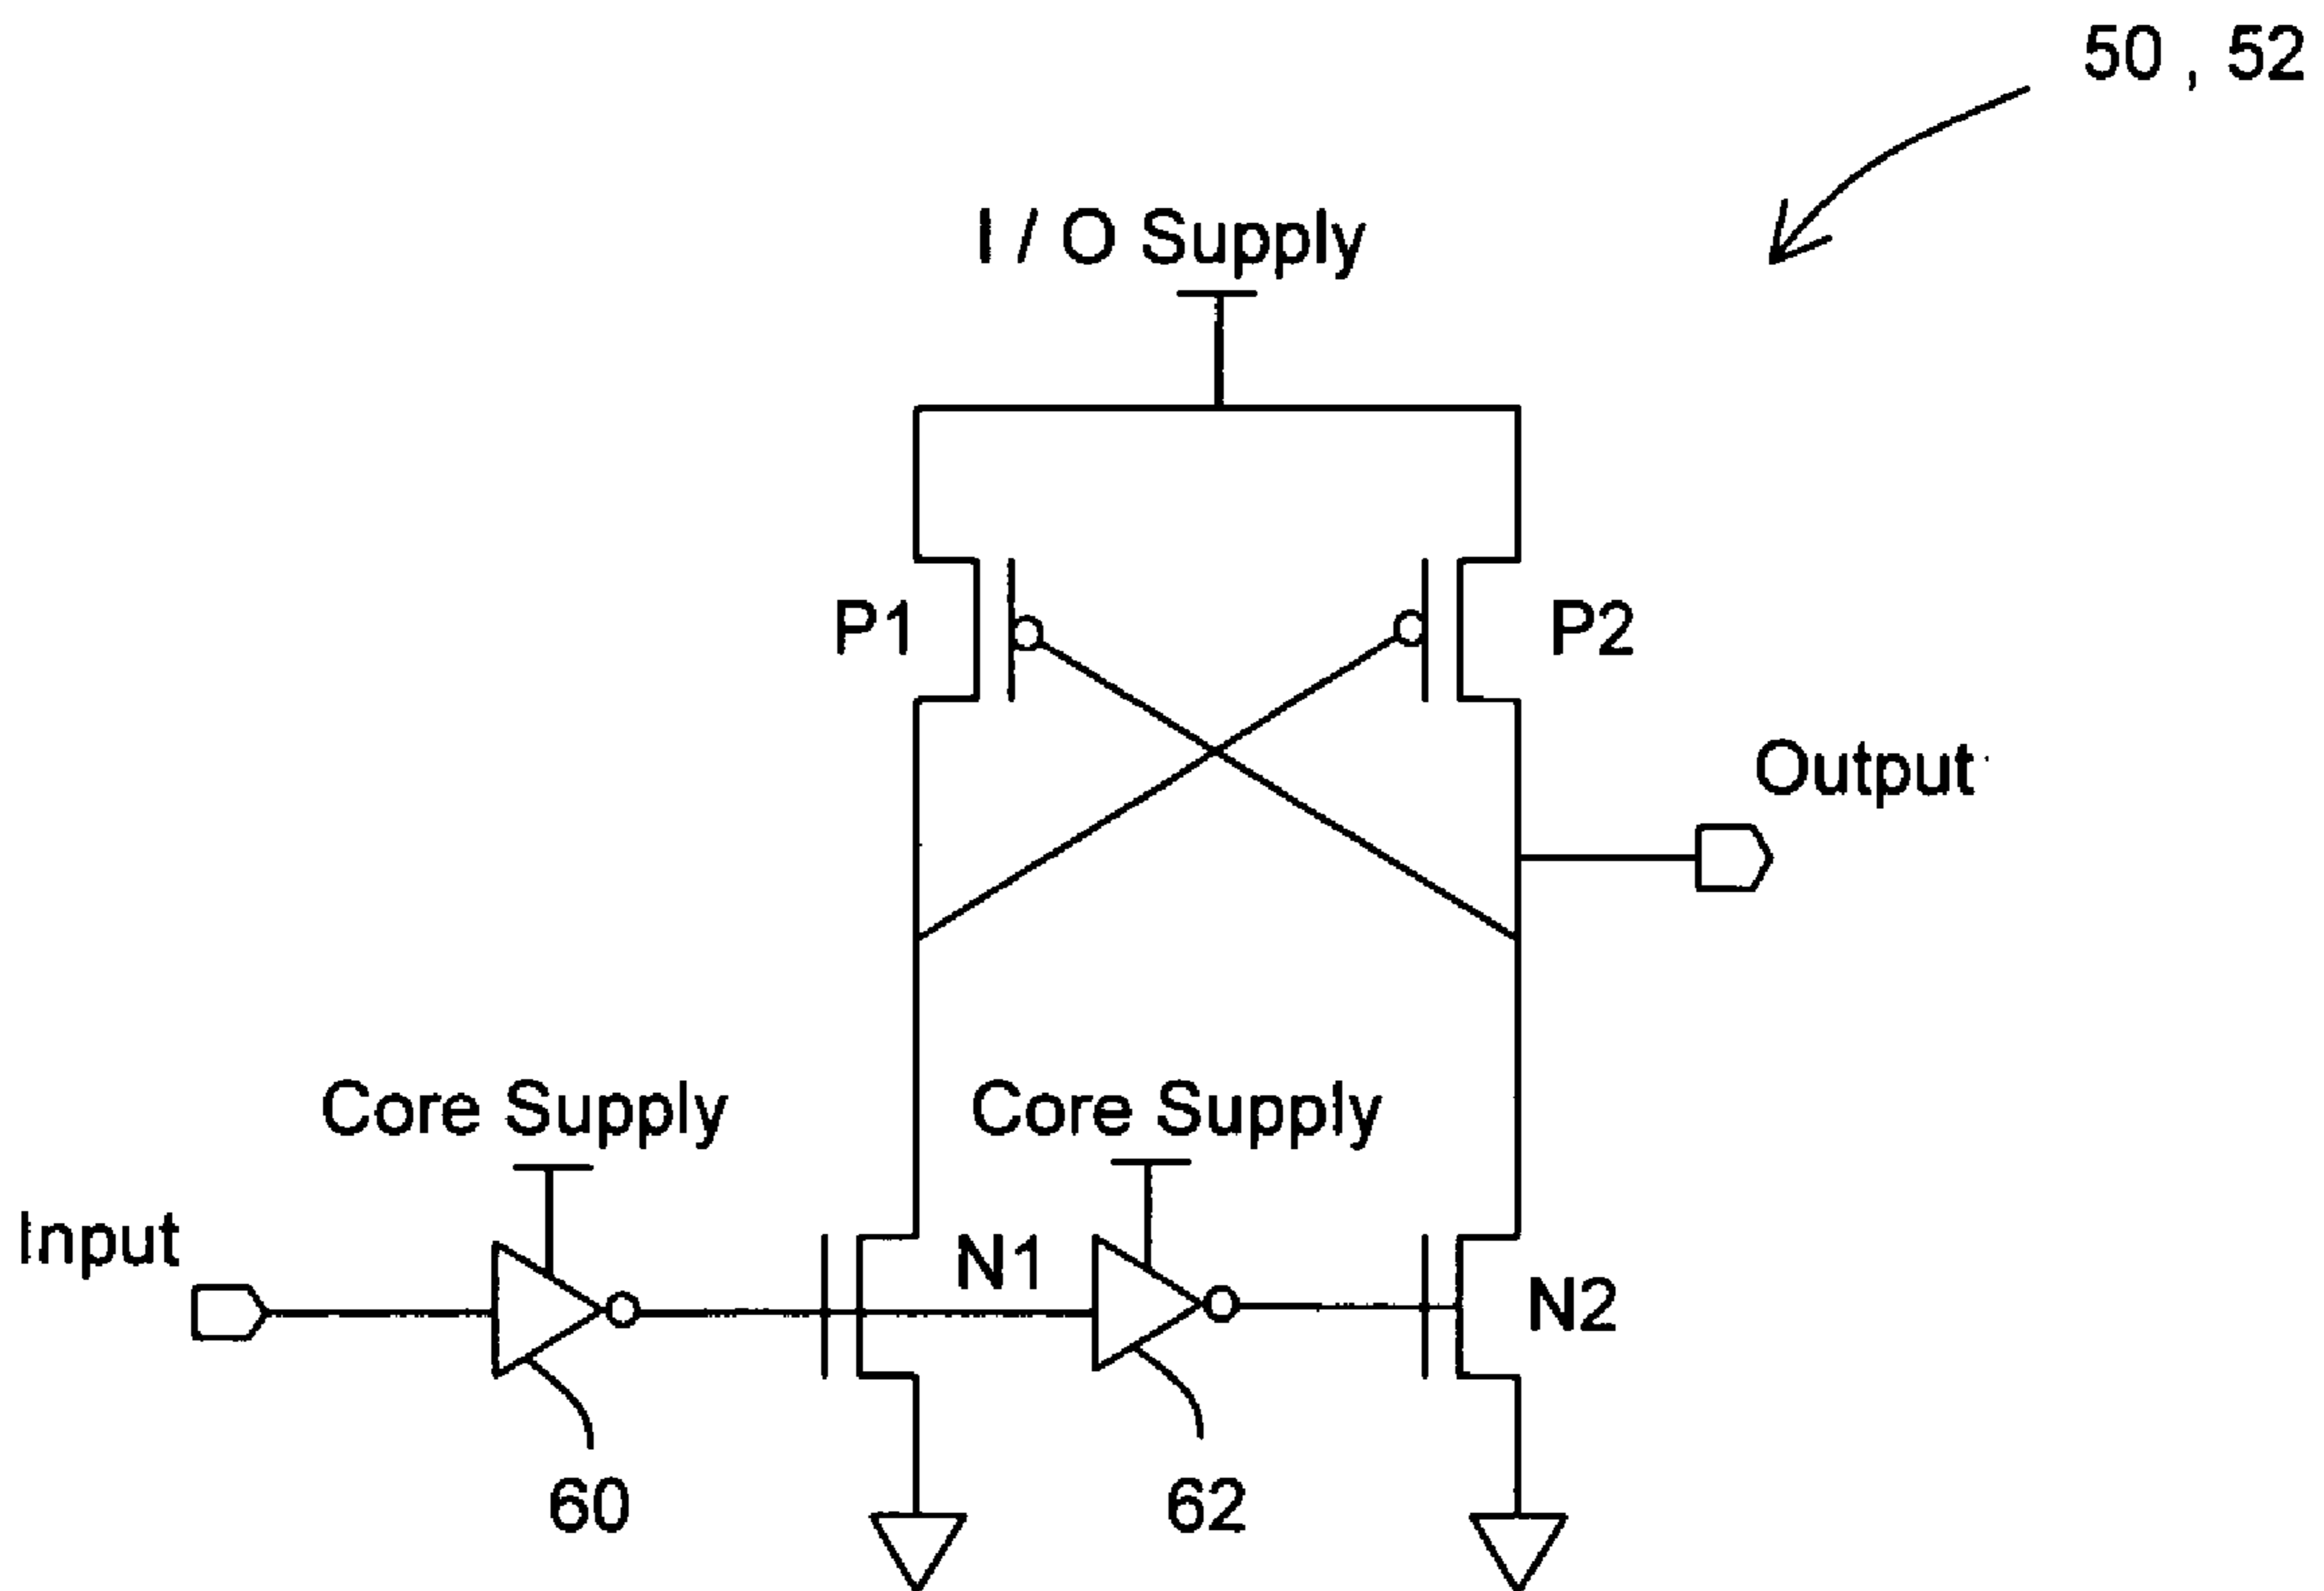 50 , 52
I / O Supply
P1
P2
Output
Core Supply
Core Supply
Input
N1
N2
60
62